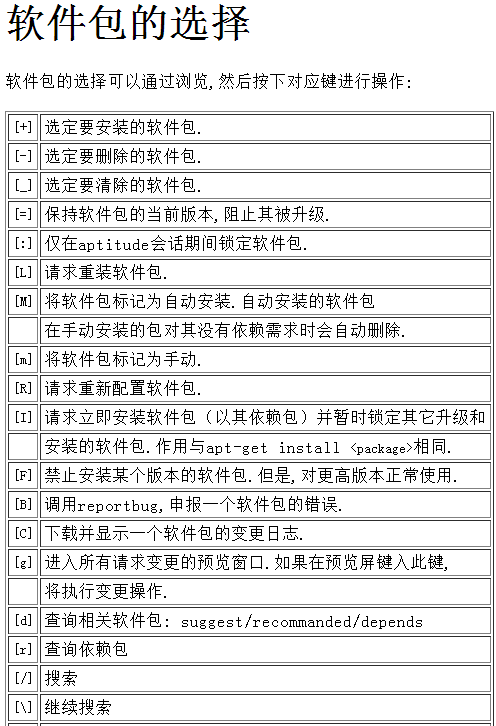 软件包的选择
软件包的选择可以通过浏览,然后按下对应键进行操作:
[+] 选定要安装的软件包.
[-] 选定要删除的软件包.
[_] 选定要清除的软件包.
[=] 保持软件包的当前版本,阻止其被升级.
[:] 仅在aptitude会话期间锁定软件包.
[L] 请求重装软件包.
[M] 将软件包标记为自动安装.自动安装的软件包
在手动安装的包对其没有依赖需求时会自动删除.
[m] 将软件包标记为手动.
[R] 请求重新配置软件包.
[I] 请求立即安装软件包（以其依赖包）并暂时锁定其它升级和
安装的软件包.作用与apt-get install <package>相同.
[F] 禁止安装某个版本的软件包.但是,对更高版本正常使用.
[B] 调用reportbug,申报一个软件包的错误.
[C] 下载并显示一个软件包的变更日志.
[g] 进入所有请求变更的预览窗口.如果在预览屏键入此键,
将执行变更操作.
[d] 查询相关软件包: suggest/recommanded/depends
[r] 查询依赖包
[/] 搜索
[\] 继续搜索